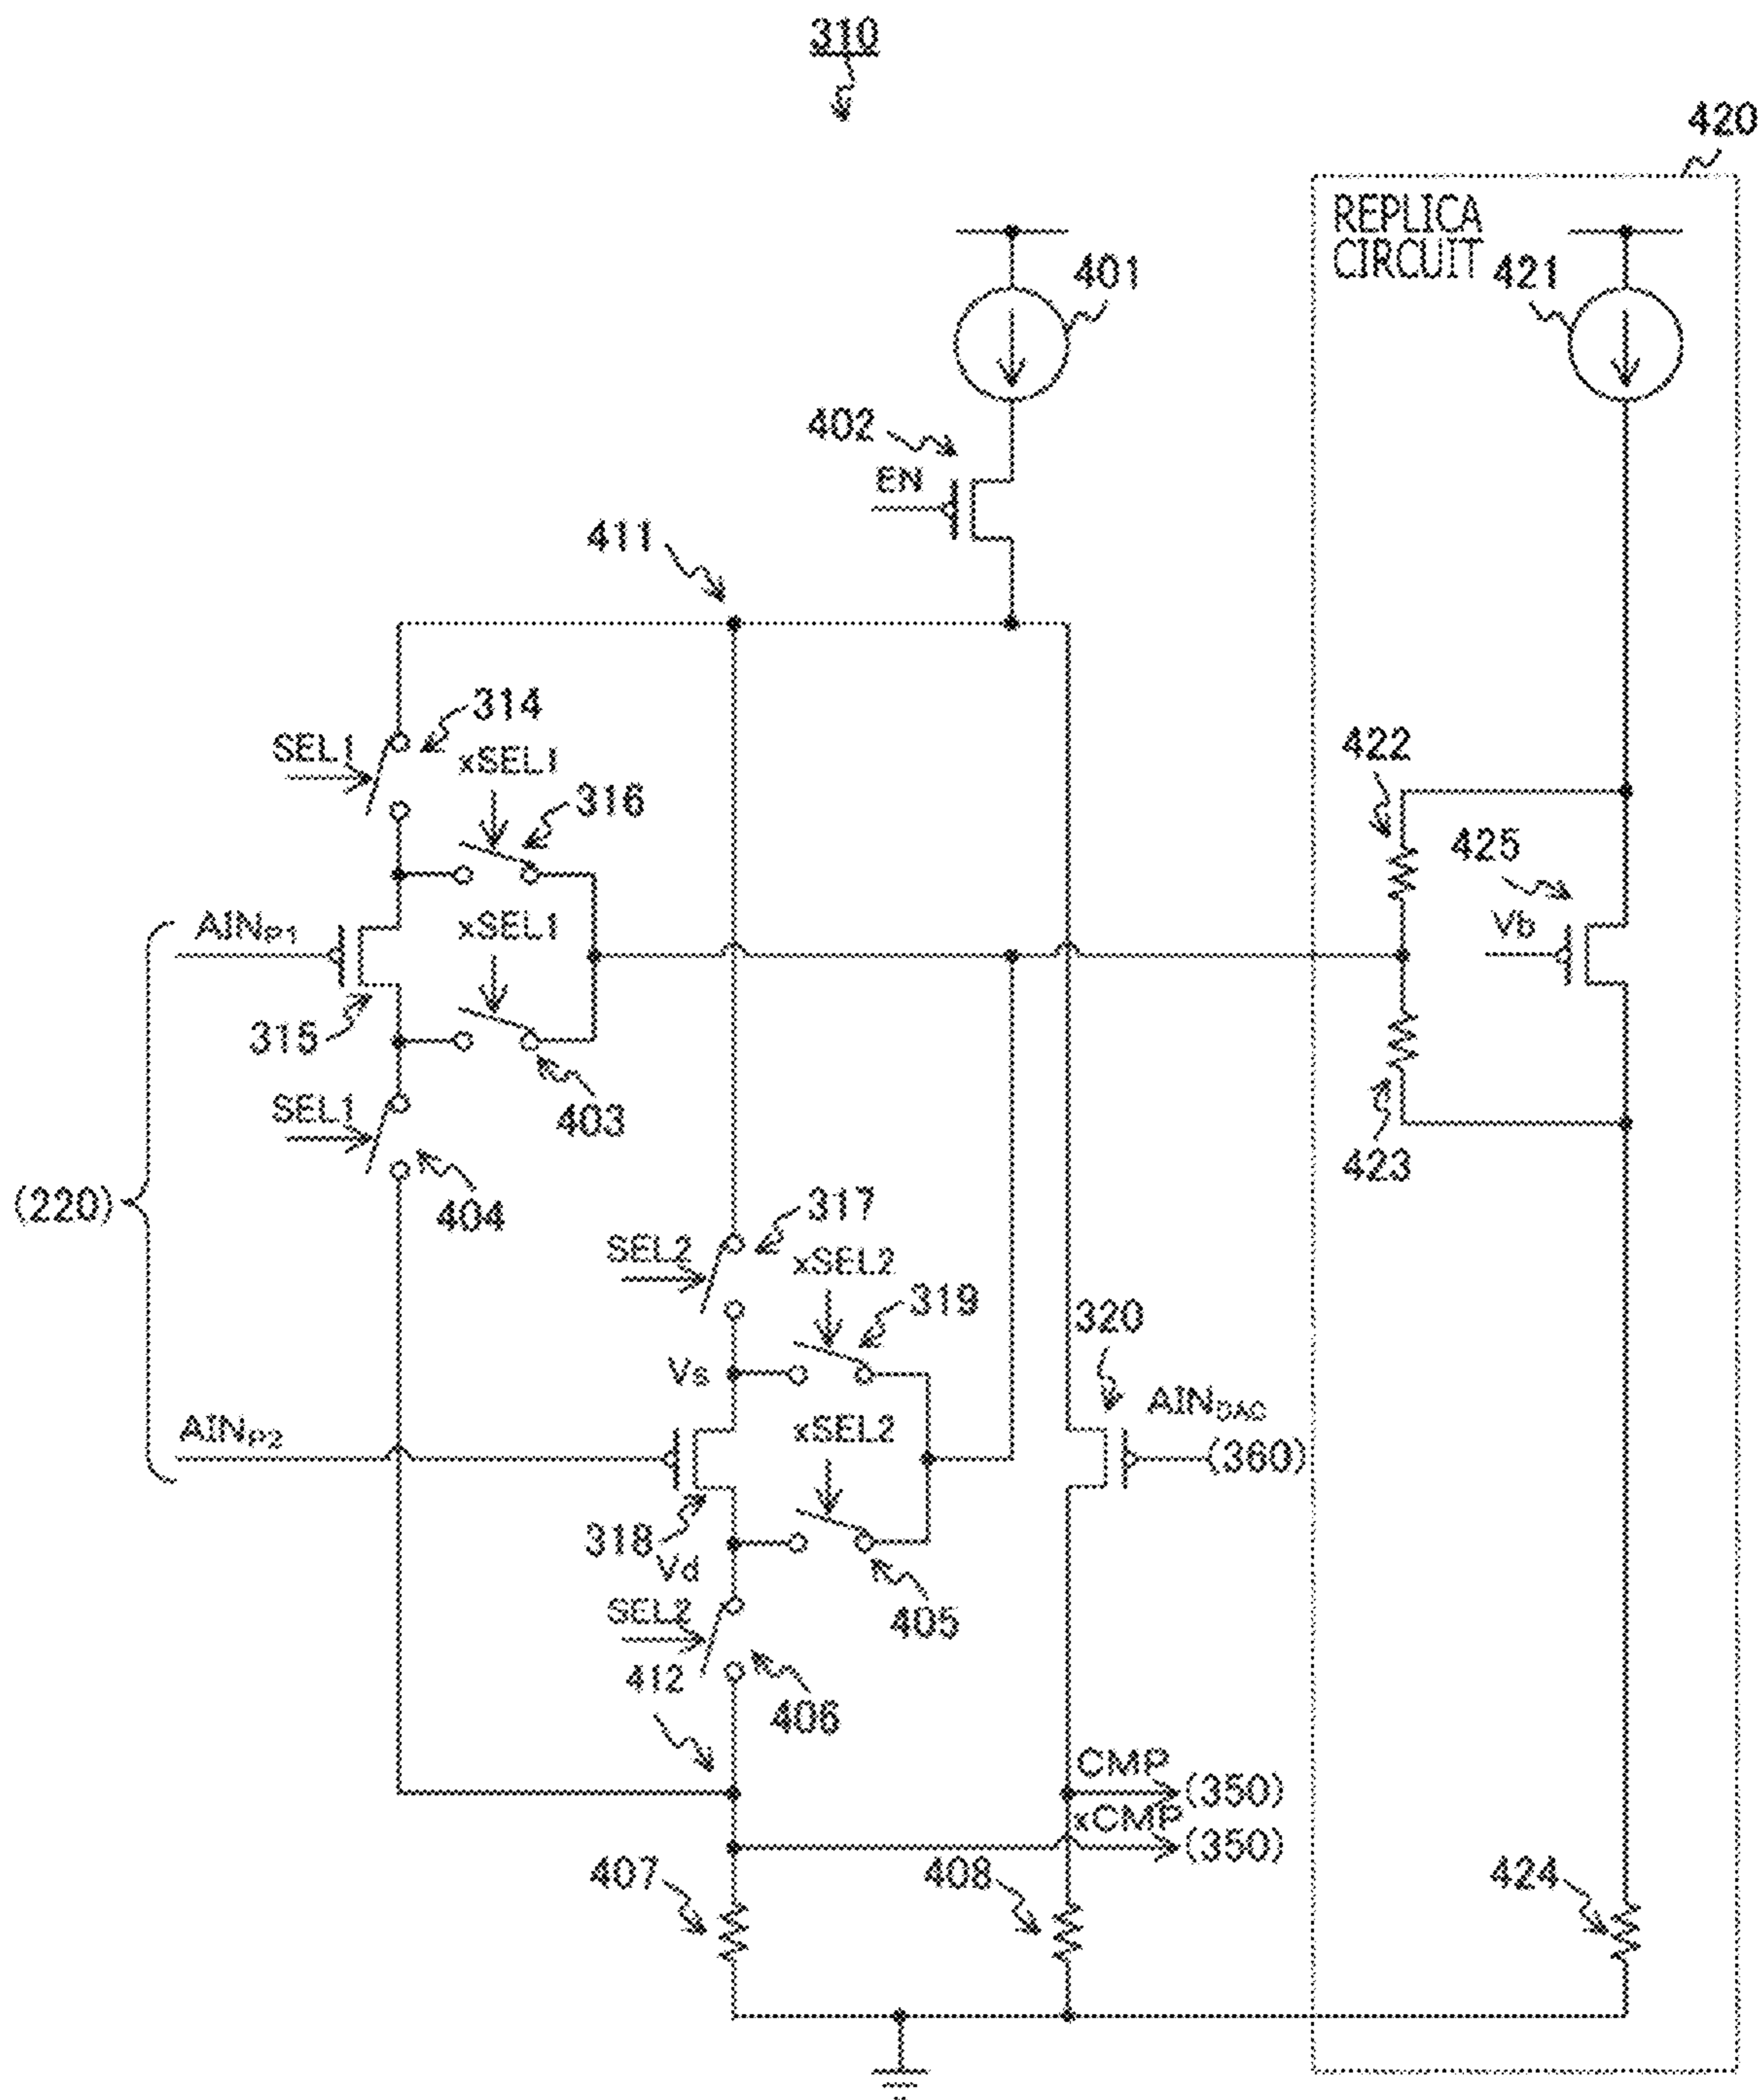 310
420
REPLICA
CIRCUIT
401
421
402
EN
411
314
SEL1
xSEL1
316
422
425
AINP1
xSEL1
Vb
315
SEL1
403
423
(220)
404
317
SEL2
xSEL2
319
320
Vs
AINDAC
AINP2
xSEL2
(360)
318
Vd
SEL2
405
412
406
CMP
(350)
xCMP
(350)
407
408
424